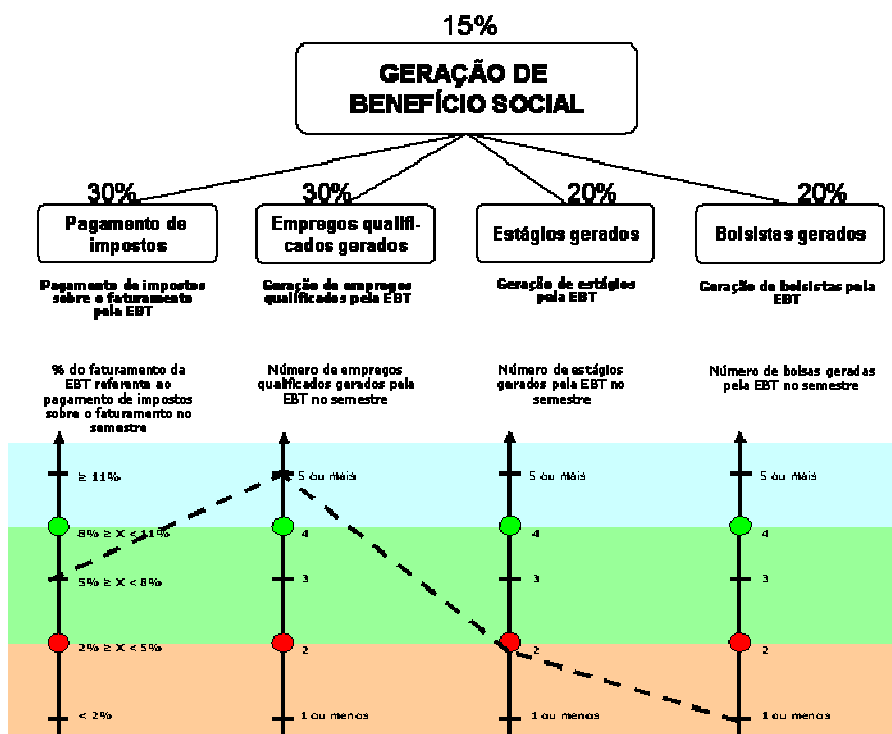 15%
GERAÇÃO DE
BENEFÍCIO SOCIAL
30%
30%
20%
20%
Pagamento de
impostos
Empregos qualifi-
cados gerados
Estágios gerados
Bolsistas gerados
Pagamento de impostos
sobre o faturamento
pela EBT
Geração de empregos
qualificados pela EBT
Geração de estágios
pela EBT
Geração de bolsistas pela
EBT
% do faturamento da
EBT referente ao
pagamento de impostos
sobre o faturamento no
semestre
Número de empregos
qualificados gerados pela
EBT no semestre
Número de estágios
gerados pela EBT no
semestre
Número de bolsas geradas
pela EBT no semestre
≥ 11%
5 ou mais
5 ou mais
5 ou mais
8% ≥ X < 11%
4
4
4
5% ≥ X < 8%
3
3
3
2% ≥ X < 5%
2
2
2
< 2%
1 ou menos
1 ou menos
1 ou menos